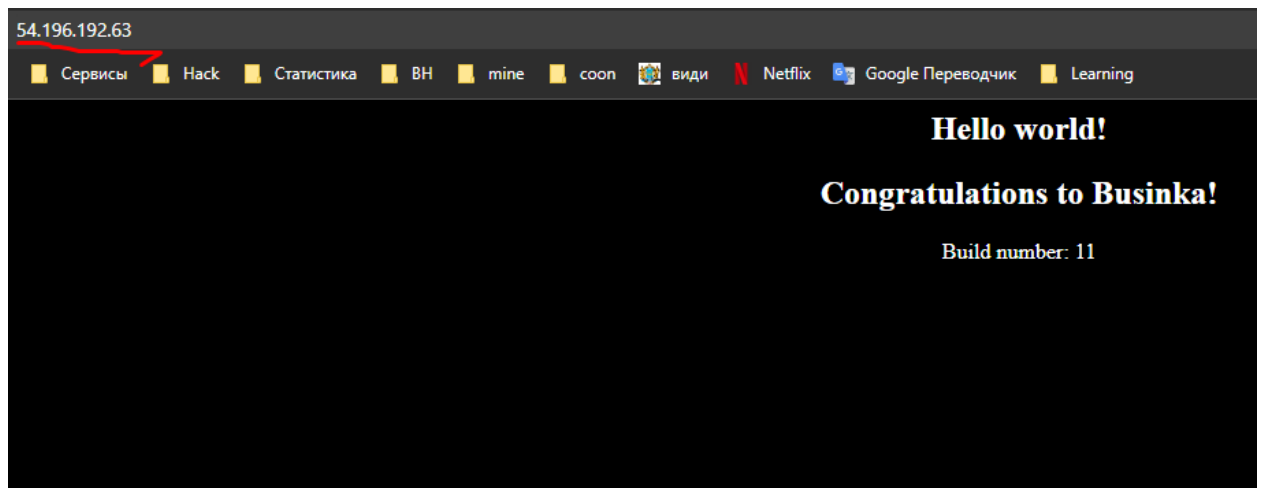 54.196.192.63
Сервисы Hack Статистика BH mine coon види Netflix Google Переводчик Learning
Hello world!
Congratulations to Businka!
Build number: 11